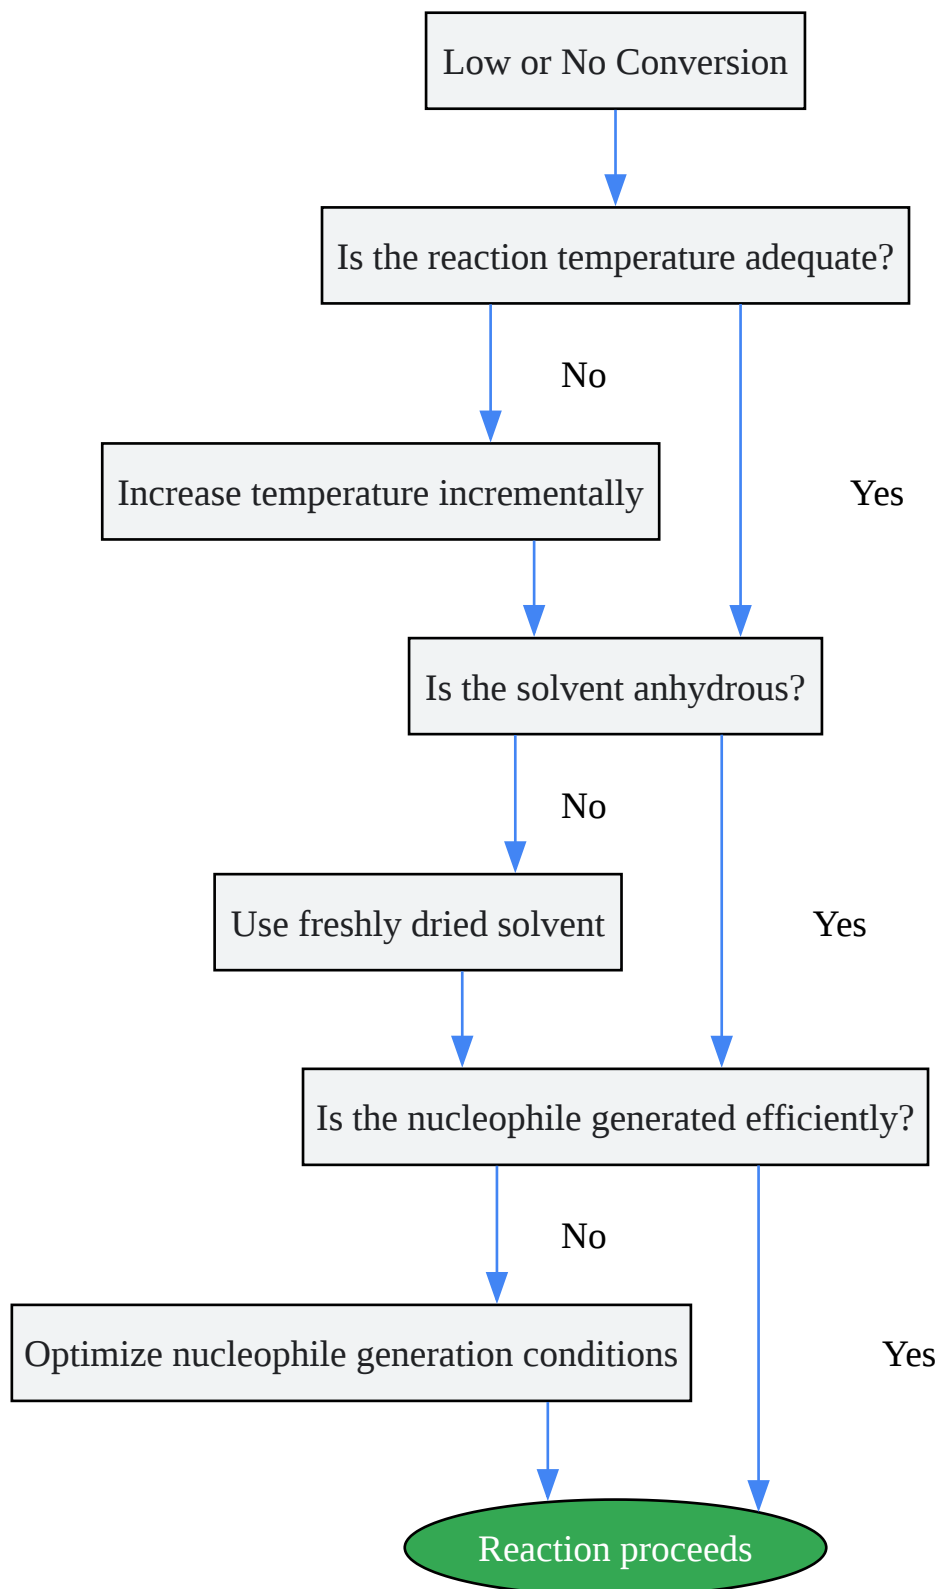 Low or No Conversion
Is the reaction temperature adequate?
No
Increase temperature incrementally
Yes
Is the solvent anhydrous?
No
Use freshly dried solvent
Yes
Is the nucleophile generated efficiently?
No
Optimize nucleophile generation conditions
Yes
Reaction proceeds